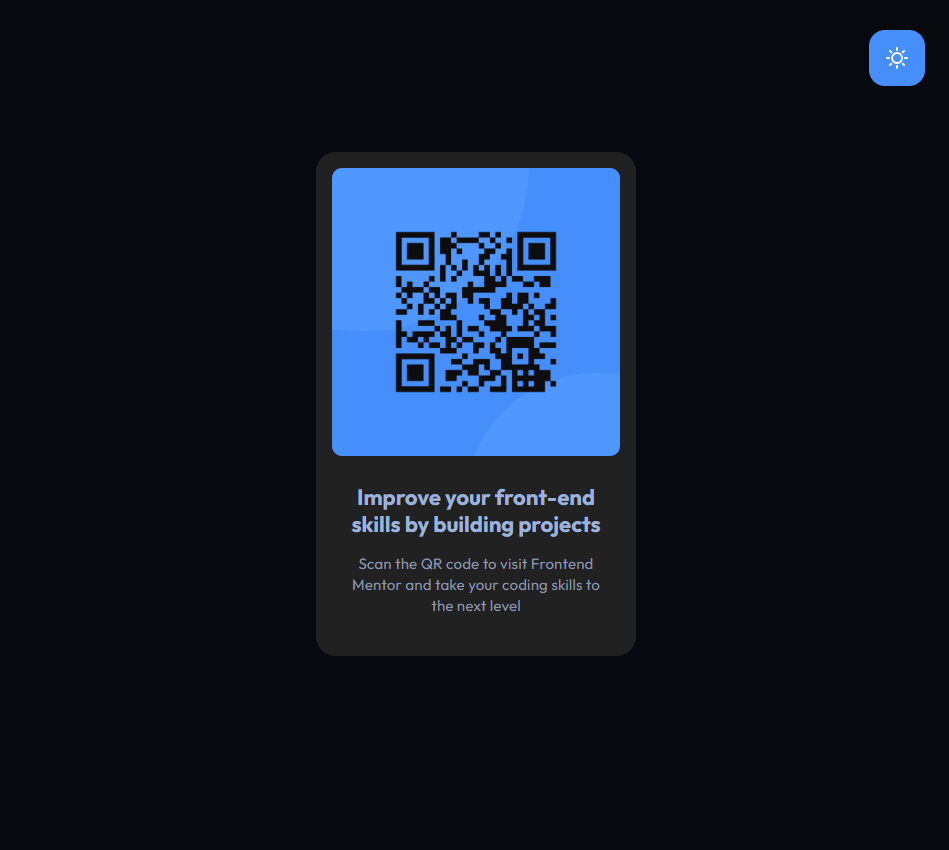 Improve your front-end
skills by building projects
Scan the QR code to visit Frontend
Mentor and take your coding skills to
the next level